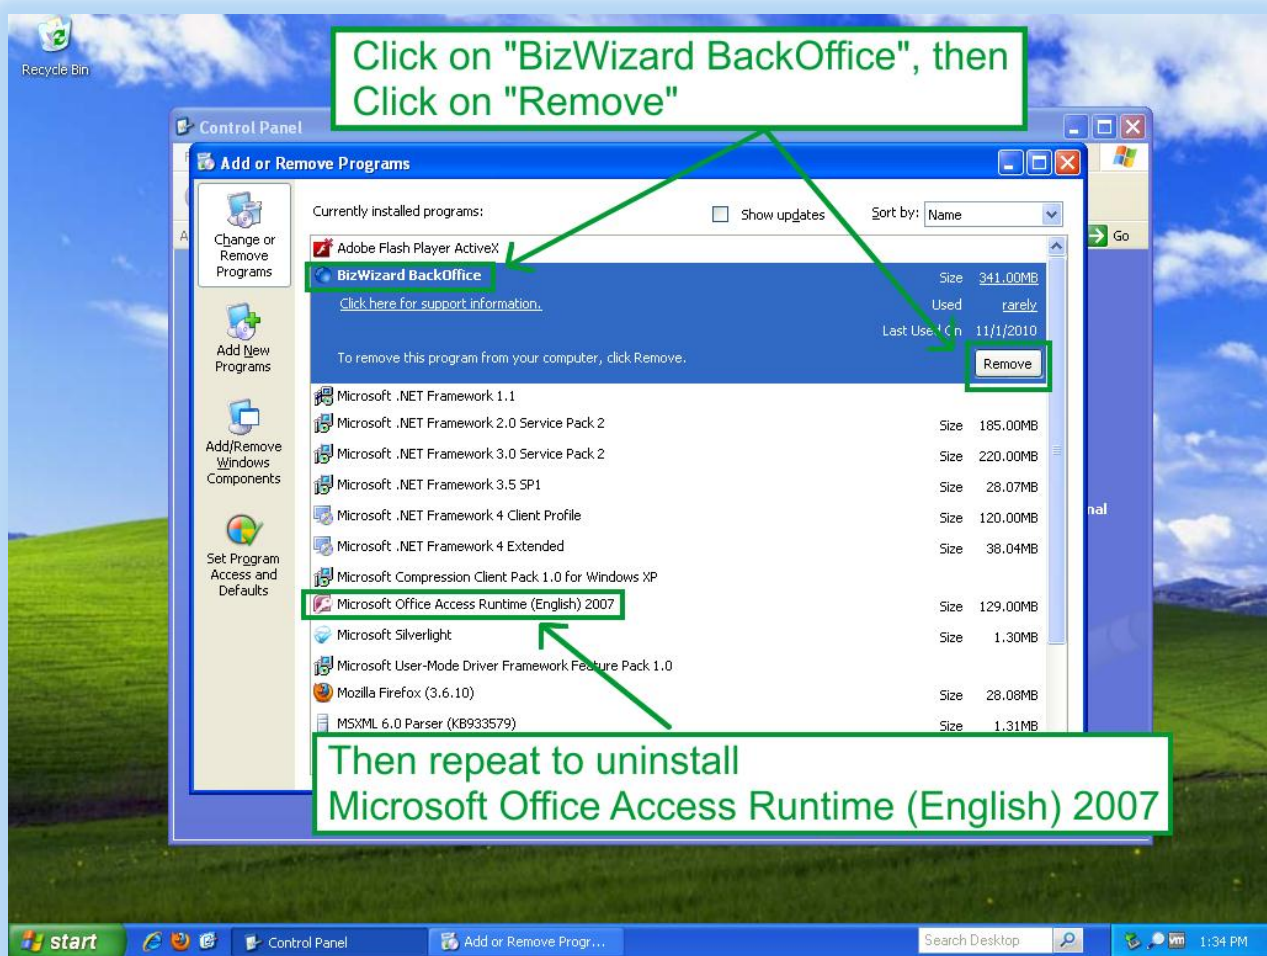 Recycle Bin
Click on "BizWizard BackOffice", then
Click on "Remove"
Control Panel
Add or Remove Programs
Change or
Remove
Programs
Add New
Programs
Add/Remove
Windows
Components
Set Program
Access and
Defaults
Currently installed programs:
Show updates
Sort by: Name
Go
Adobe Flash Player ActiveX
BizWizard BackOffice
Size 341.00MB
Click here for support information.
Used rarely
Last Used On 11/1/2010
To remove this program from your computer, click Remove.
Remove
Microsoft .NET Framework 1.1
Microsoft .NET Framework 2.0 Service Pack 2 Size 185.00MB
Microsoft .NET Framework 3.0 Service Pack 2 Size 220.00MB
Microsoft .NET Framework 3.5 SP1 Size 28.07MB
Microsoft .NET Framework 4 Client Profile Size 120.00MB
Microsoft .NET Framework 4 Extended Size 38.04MB
Microsoft Compression Client Pack 1.0 for Windows XP
Microsoft Office Access Runtime (English) 2007 Size 129.00MB
Microsoft Silverlight Size 1.30MB
Microsoft User-Mode Driver Framework Feature Pack 1.0
Mozilla Firefox (3.6.10) Size 28.08MB
MSXML 6.0 Parser (KB933579) Size 1.31MB
Then repeat to uninstall
Microsoft Office Access Runtime (English) 2007
start
Control Panel
Add or Remove Progr...
Search Desktop
1:34 PM